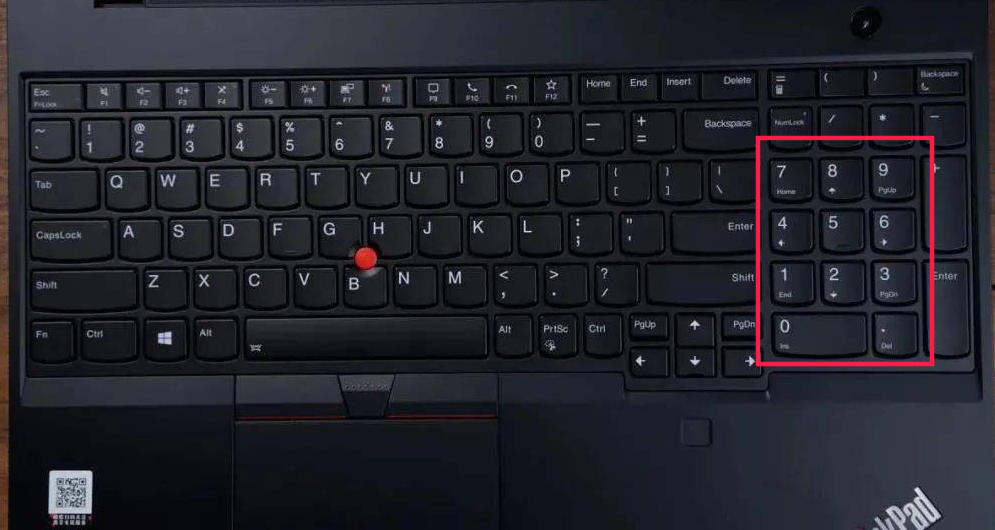 Esc F1 F2 F3 F4 F5 F6 F7 F8 F9 F10 F11 F12 Home End Insert Delete = ( ) Backspace
FnLock
~ ! @ # $ % ^ & * ( ) — + Backspace NumLock / * −
` 1 2 3 4 5 6 7 8 9 0 - =
Tab Q W E R T Y U I O P { } | 7 8 9 +
[ ] \ Home PgUp
CapsLock A S D F G H J K L : " Enter 4 5 6
; '
Shift Z X C V B N M < > ? Shift 1 2 3 Enter
, . / End PgDn
Fn Ctrl Alt Alt PrtSc Ctrl PgUp PgDn 0 .
Ins Del
ThinkPad